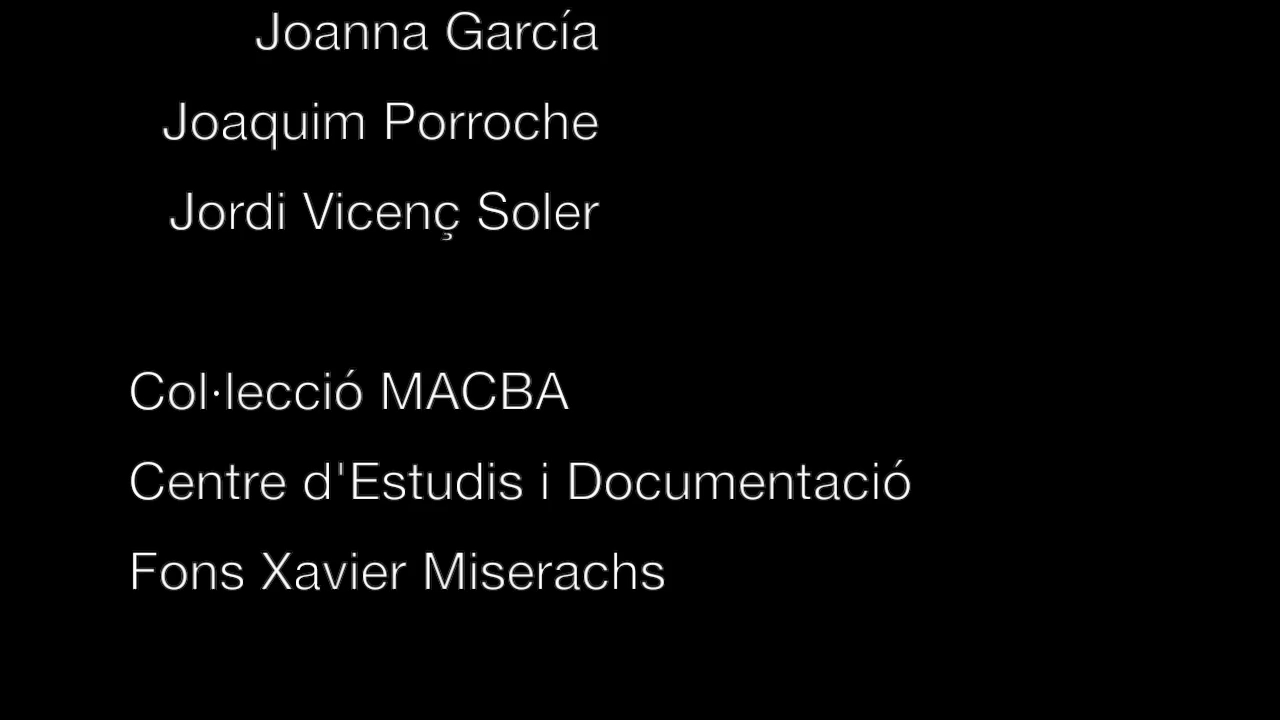 Joanna García
Joaquim Porroche
Jordi Vicenç Soler
Col·lecció MACBA
Centre d'Estudis i Documentació
Fons Xavier Miserachs